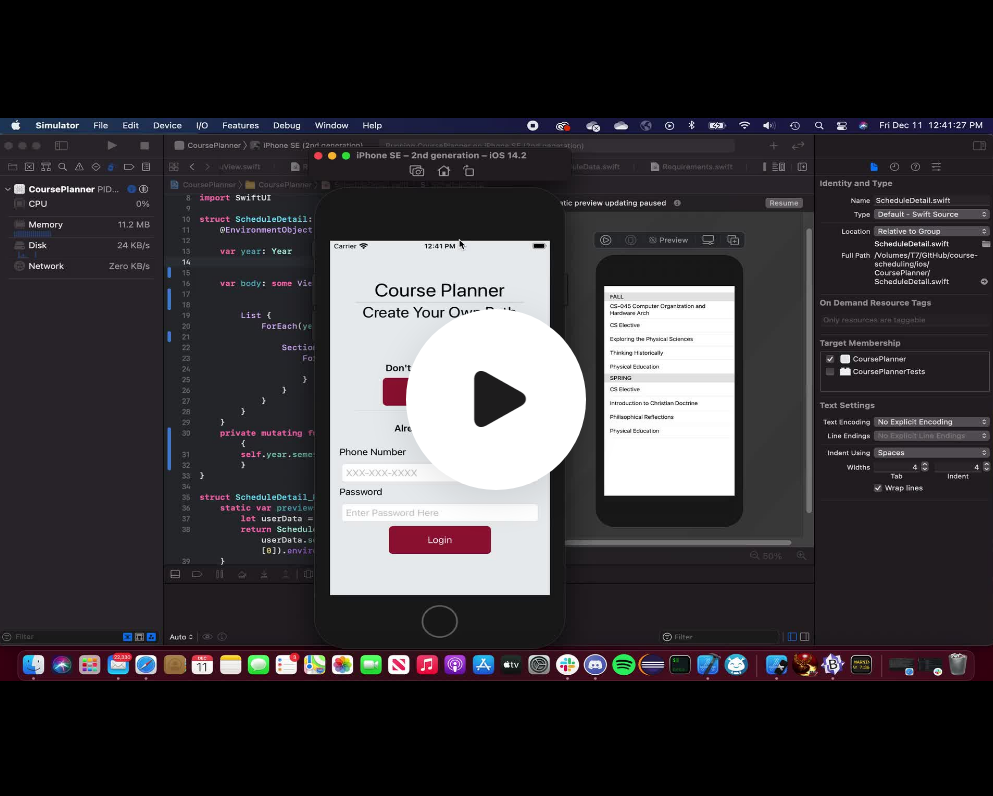 Simulator File Edit Device I/O Features Debug Window Help Fri Dec 11 12:41:27 PM
CoursePlanner iPhone SE (2nd generation)
iPhone SE – 2nd generation – iOS 14.2
Requirements.swift
CoursePlanner PID...
CPU 0%
Memory 11.2 MB
Disk 24 KB/s
Network Zero KB/s
Filter
CoursePlanner
8 import SwiftUI
9
10 struct ScheduleDetail:
11 @EnvironmentObject
12
13 var year: Year
14
15
16 var body: some Vie
17
18
19 List {
20 ForEach(ye
21
22 Section
23 Fo
24
25 }
26 }
27 }
28 }
29 }
30 private mutating f
{
31 self.year.seme
32 }
33 }
34
35 struct ScheduleDetail_
36 static var preview
37 let userData =
38 return Schedul
userData.s
[0]).enviro
39 }
Auto
Carrier 12:41 PM
Course Planner
Create Your Own
Don't
Alre
Phone Number
XXX-XXX-XXXX
Password
Enter Password Here
Login
tic preview updating paused Resume
Preview
FALL
CS-045 Computer Organization and
Hardware Arch
CS Elective
Exploring the Physical Sciences
Thinking Historically
Physical Education
SPRING
CS Elective
Introduction to Christian Doctrine
Philisophical Reflections
Physical Education
50%
Filter
Identity and Type
Name ScheduleDetail.swift
Type Default - Swift Source
Location Relative to Group
ScheduleDetail.swift
Full Path /Volumes/T7/GitHub/course-
scheduling/ios/
CoursePlanner/
ScheduleDetail.swift
On Demand Resource Tags
Only resources are taggable
Target Membership
CoursePlanner
CoursePlannerTests
Text Settings
Text Encoding No Explicit Encoding
Line Endings No Explicit Line Endings
Indent Using Spaces
Widths 4 4
Tab Indent
Wrap lines
DEC
11
tv